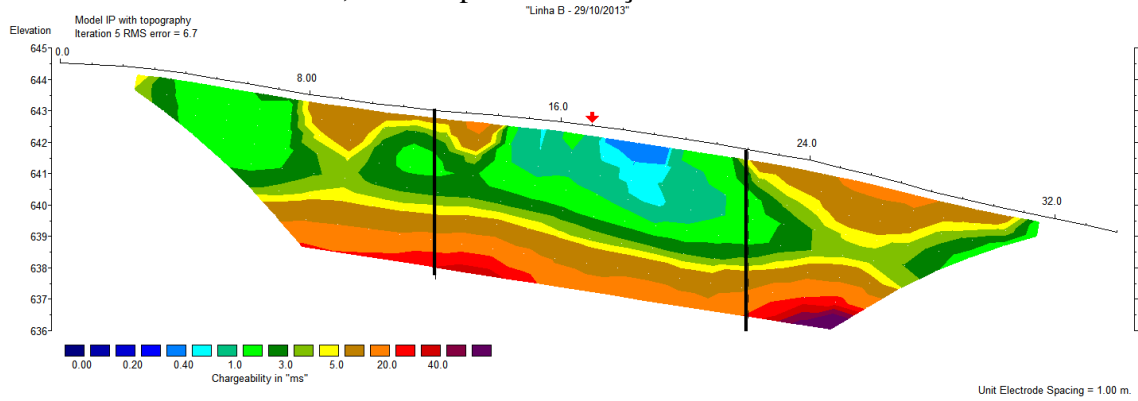 "Linha B - 29/10/2013"
Model IP with topography
Iteration 5 RMS error = 6.7
Elevation
645
0.0
644
8.00
643
16.0
642
24.0
641
640
32.0
639
638
637
636
0.00 0.20 0.40 1.0 3.0 5.0 20.0 40.0
Chargeability in "ms"
Unit Electrode Spacing = 1.00 m.